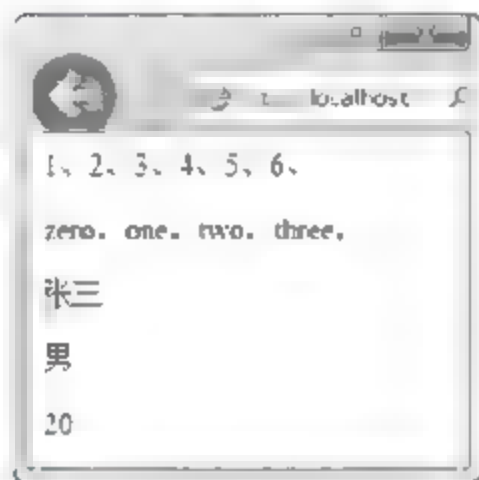 localhost
1、2、3、4、5、6、
zero. one. two. three.
张三
男
20